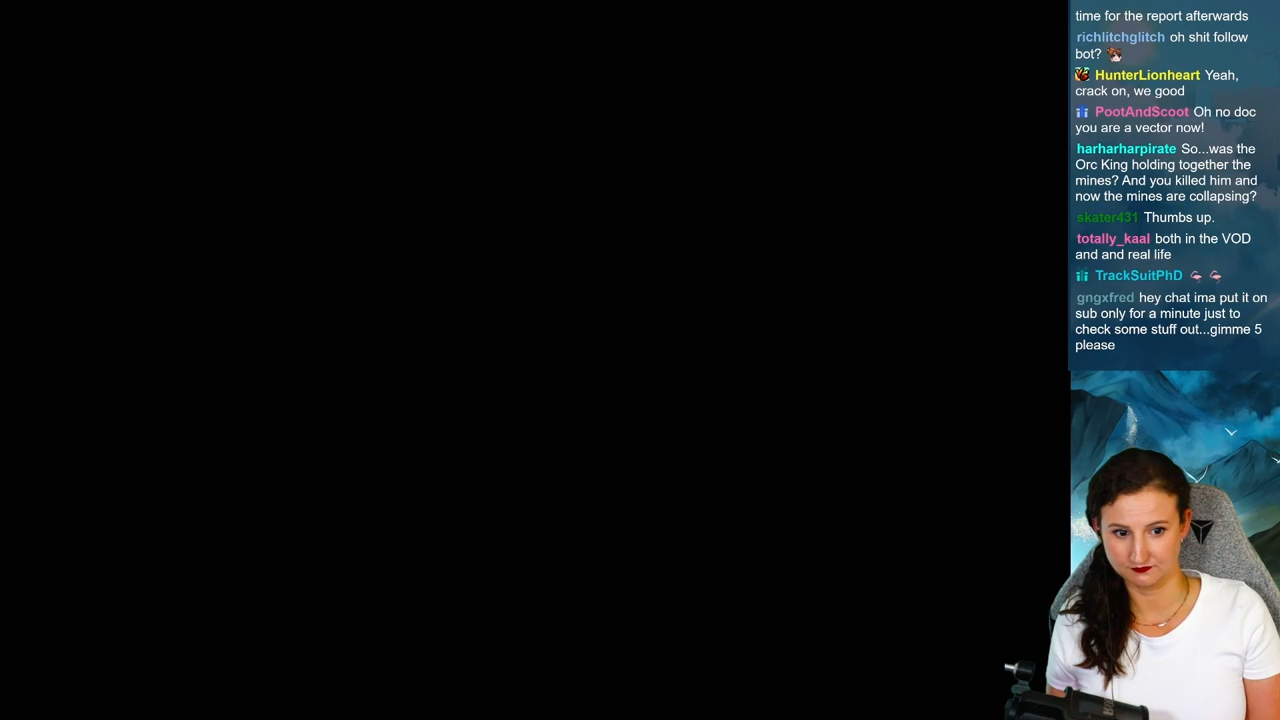 time for the report afterwards
richlitchglitch oh shit follow
bot?
HunterLionheart Yeah,
crack on, we good
PootAndScoot Oh no doc
you are a vector now!
harharharpirate So...was the
Orc King holding together the
mines? And you killed him and
now the mines are collapsing?
skater431 Thumbs up.
totally_kaal both in the VOD
and and real life
TrackSuitPhD
gngxfred hey chat ima put it on
sub only for a minute just to
check some stuff out...gimme 5
please